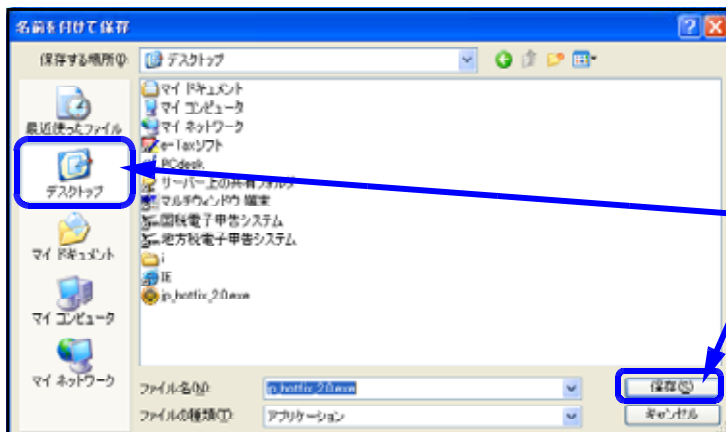 名前を付けて保存
保存する場所(I):
デスクトップ
最近使ったファイル
デスクトップ
マイ ドキュメント
マイ コンピュータ
マイ ネットワーク
マイ ドキュメント
マイ コンピュータ
マイ ネットワーク
e-Taxソフト
PCdesk
サーバー上の共有フォルダ
マルチウィンドウ端末
国税電子申告システム
地方税電子申告システム
i
IE
jp_hotfix_2.0.exe
ファイル名(N):
jp_hotfix_2.0.exe
保存(S)
ファイルの種類(T):
アプリケーション
キャンセル